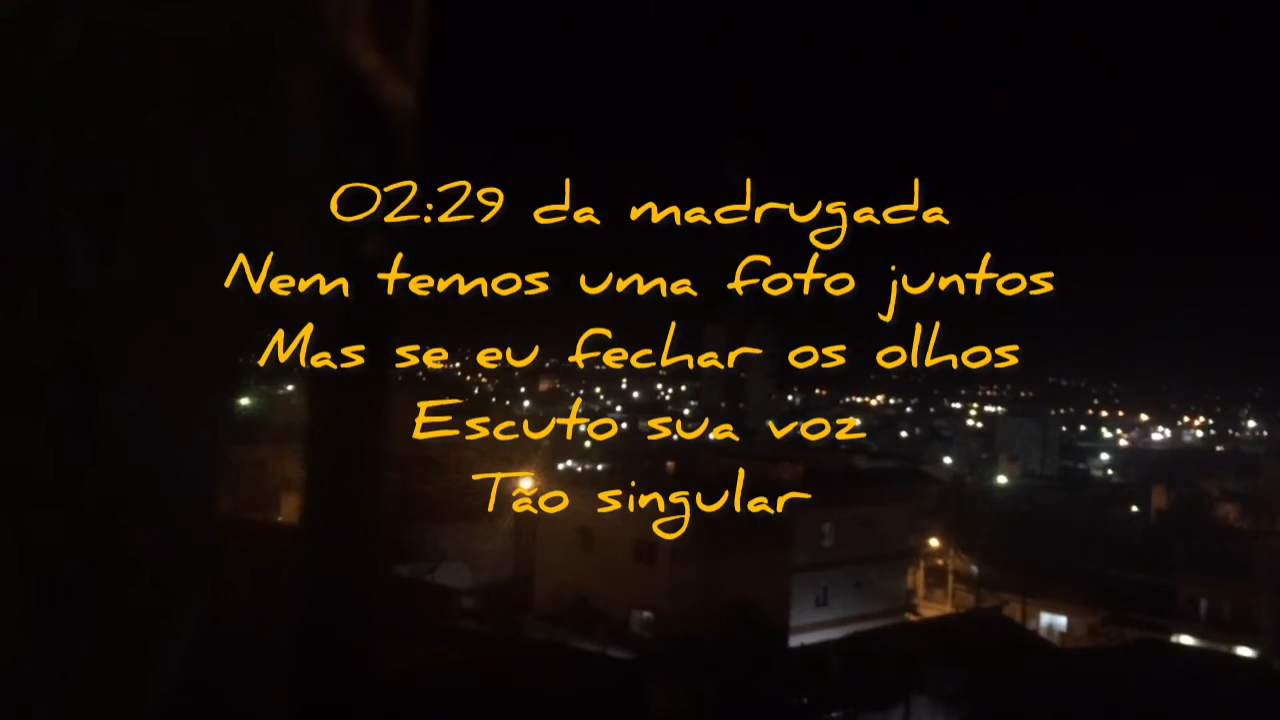 02:29 da madrugada
Nem temos uma foto juntos
Mas se eu fechar os olhos
Escuto sua voz
Tão singular